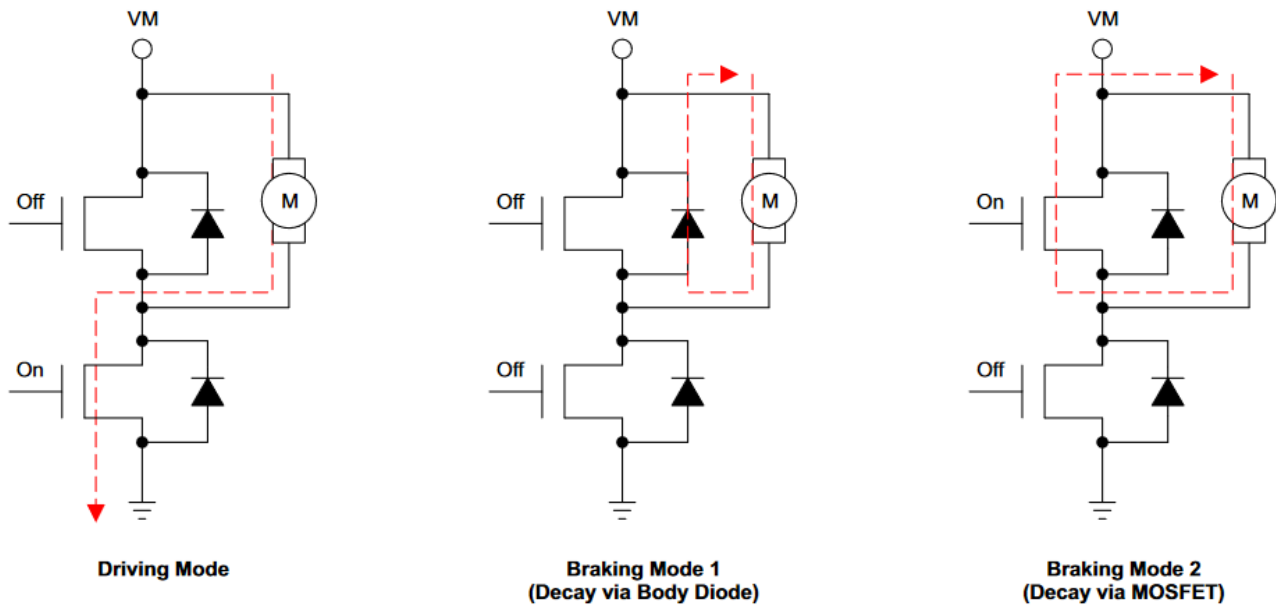 VM
Off
M
On
Driving Mode
VM
Off
M
Off
Braking Mode 1
(Decay via Body Diode)
VM
On
M
Off
Braking Mode 2
(Decay via MOSFET)